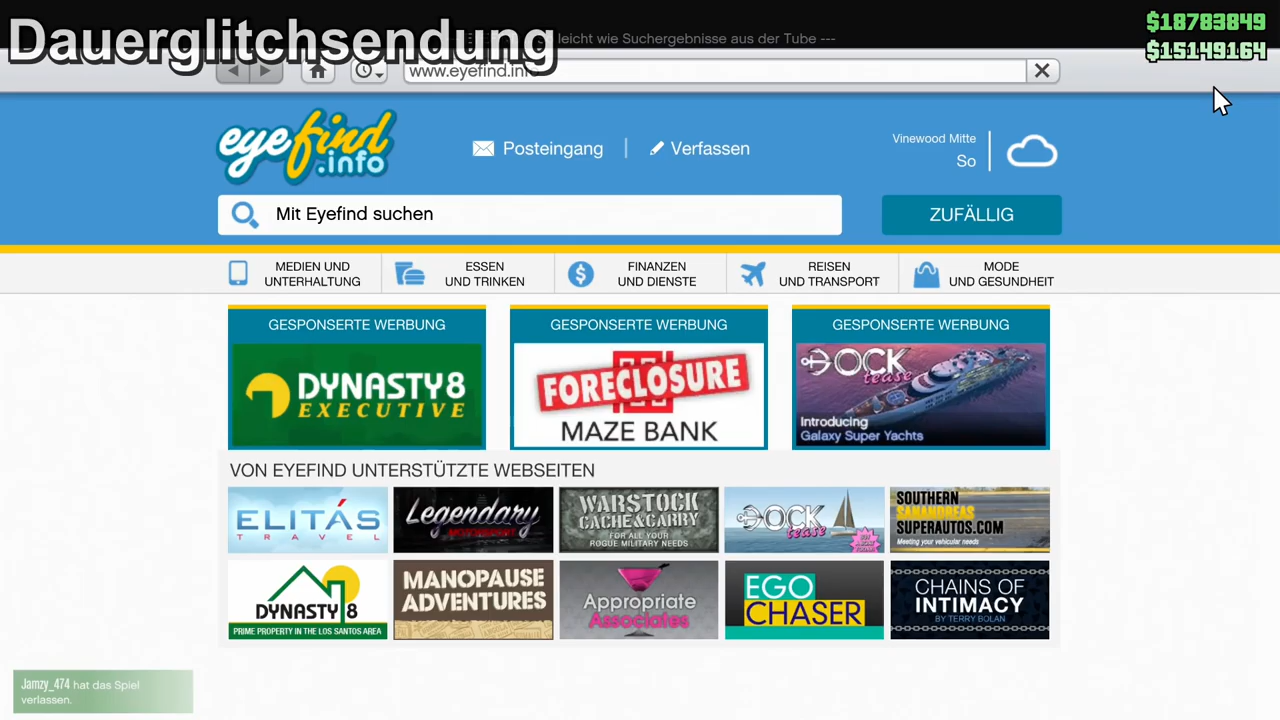 Dauerglitchsendung
leicht wie Suchergebnisse aus der Tube ---
$18783849
$15149164
www.eyefind.info
eyefind
.info
Posteingang
Verfassen
Vinewood Mitte
So
Mit Eyefind suchen
ZUFÄLLIG
MEDIEN UND
UNTERHALTUNG
ESSEN
UND TRINKEN
FINANZEN
UND DIENSTE
REISEN
UND TRANSPORT
MODE
UND GESUNDHEIT
GESPONSERTE WERBUNG
DYNASTY8
EXECUTIVE
GESPONSERTE WERBUNG
FORECLOSURE
MAZE BANK
GESPONSERTE WERBUNG
DOCK
tease
Introducing
Galaxy Super Yachts
VON EYEFIND UNTERSTÜTZTE WEBSEITEN
ELITÁS
TRAVEL
Legendary
MOTORSPORT
WARSTOCK
CACHE&CARRY
FOR ALL YOUR
ROGUE MILITARY NEEDS
DOCK
tease
SOUTHERN
SANANDREAS
SUPERAUTOS.COM
Meeting your vehicular needs
DYNASTY 8
PRIME PROPERTY IN THE LOS SANTOS AREA
MANOPAUSE
ADVENTURES
Appropriate
Associates
EGO
CHASER
CHAINS OF
INTIMACY
BY TERRY BOLAN
Jamzy_474 hat das Spiel
verlassen.